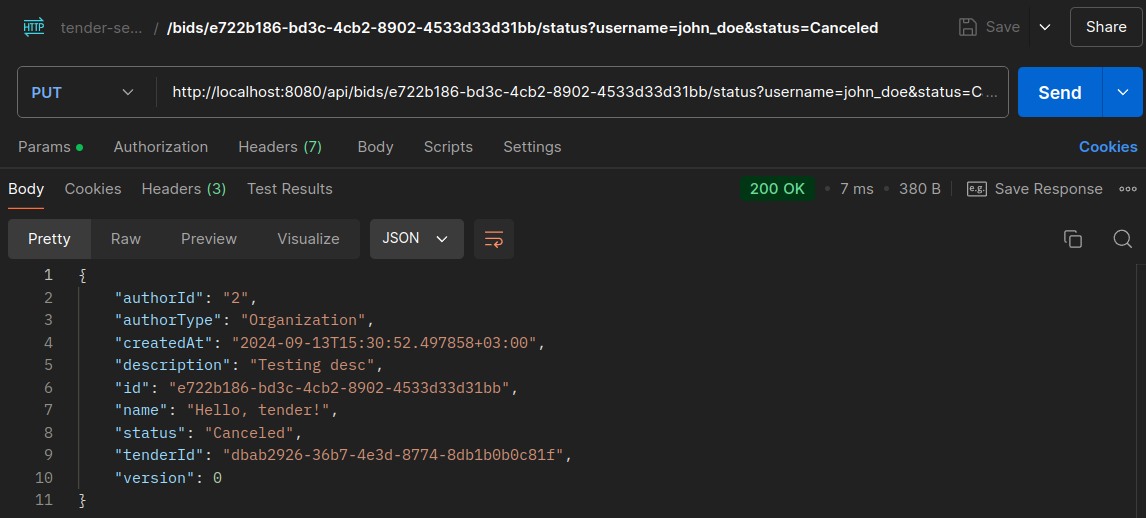 HTTP tender-se... / /bids/e722b186-bd3c-4cb2-8902-4533d33d31bb/status?username=john_doe&status=Canceled Save Share
PUT http://localhost:8080/api/bids/e722b186-bd3c-4cb2-8902-4533d33d31bb/status?username=john_doe&status=C... Send
Params Authorization Headers (7) Body Scripts Settings Cookies
Body Cookies Headers (3) Test Results 200 OK 7 ms 380 B e.g. Save Response
Pretty Raw Preview Visualize JSON
1 {
2 "authorId": "2",
3 "authorType": "Organization",
4 "createdAt": "2024-09-13T15:30:52.497858+03:00",
5 "description": "Testing desc",
6 "id": "e722b186-bd3c-4cb2-8902-4533d33d31bb",
7 "name": "Hello, tender!",
8 "status": "Canceled",
9 "tenderId": "dbab2926-36b7-4e3d-8774-8db1b0b0c81f",
10 "version": 0
11 }